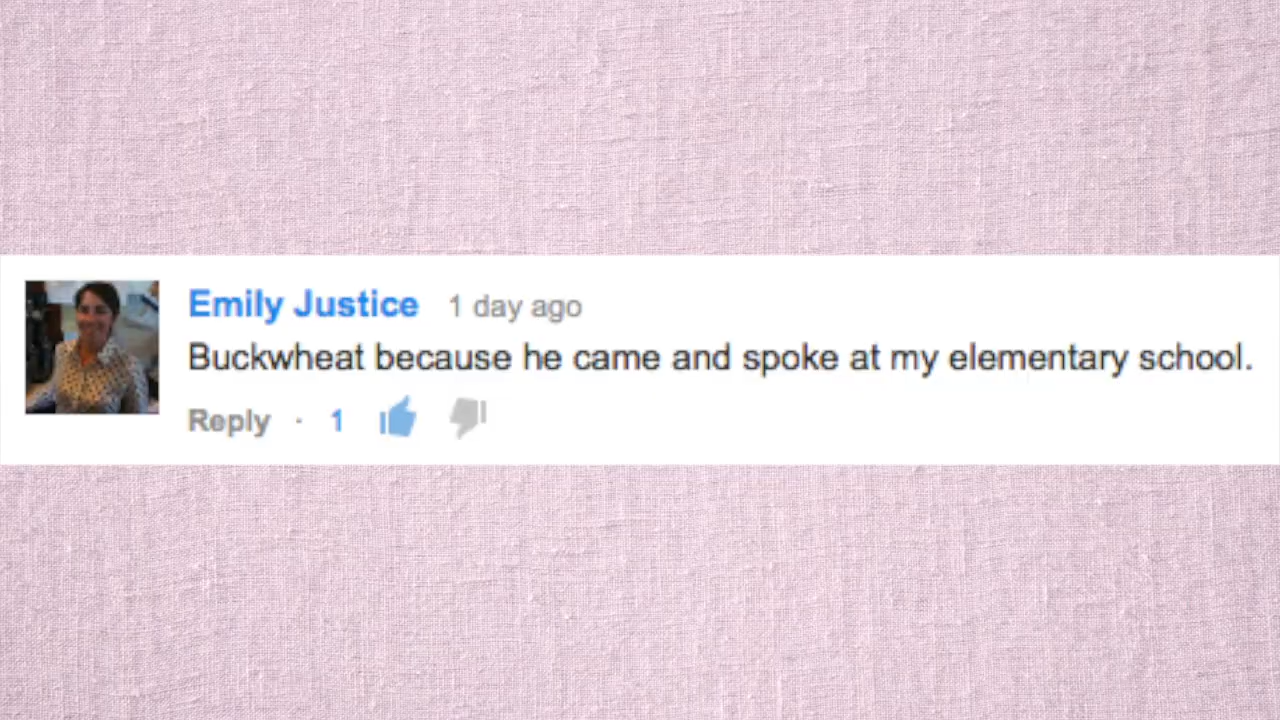 Emily Justice 1 day ago
Buckwheat because he came and spoke at my elementary school.
Reply · 1